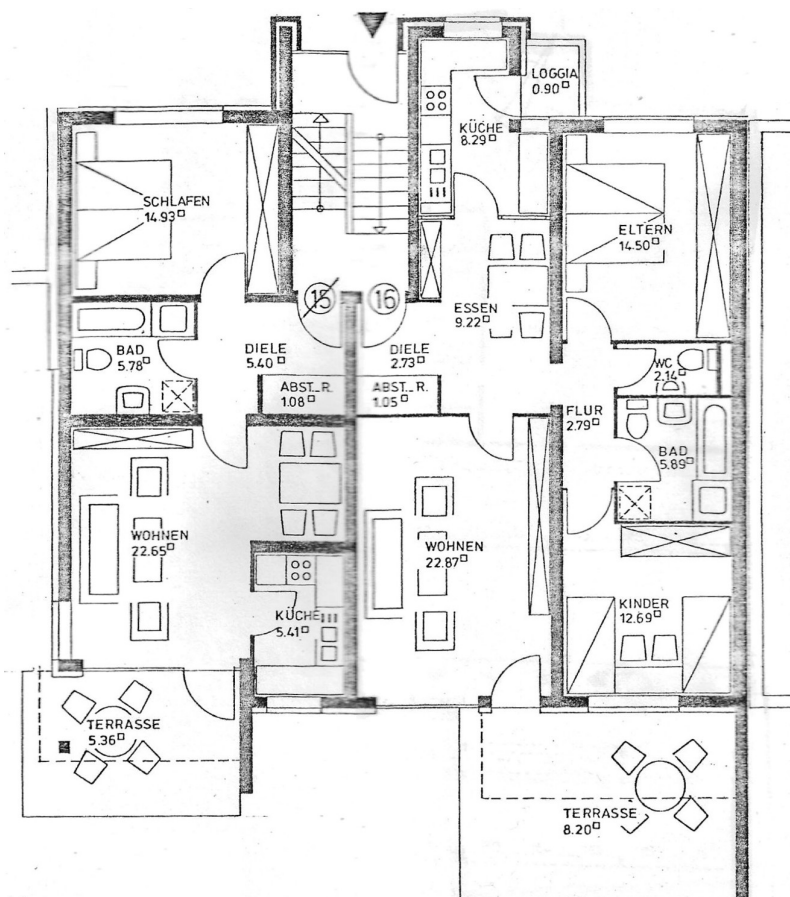 LOGGIA
0.90
KÜCHE
8.29
SCHLAFEN
14.93
ELTERN
14.50
15
16
ESSEN
9.22
BAD
5.78
DIELE
5.40
DIELE
2.73
WC
2.14
ABST_R.
1.08
ABST_R.
1.05
FLUR
2.79
BAD
5.89
WOHNEN
22.65
WOHNEN
22.87
KÜCHE
5.41
KINDER
12.69
TERRASSE
5.36
TERRASSE
8.20